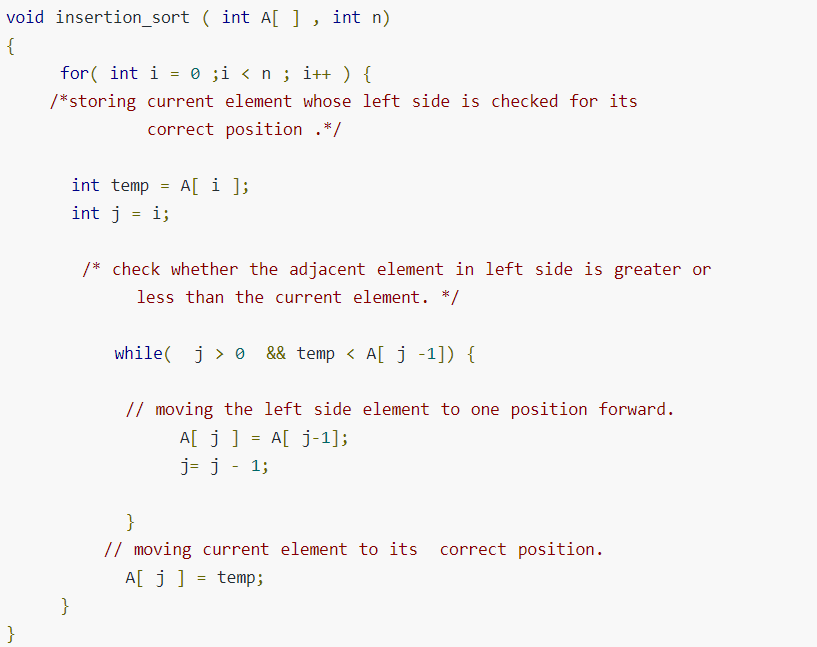 void insertion_sort ( int A[ ] , int n)
{
for( int i = 0 ;i < n ; i++ ) {
/*storing current element whose left side is checked for its
correct position .*/
int temp = A[ i ];
int j = i;
/* check whether the adjacent element in left side is greater or
less than the current element. */
while(  j > 0  && temp < A[ j -1]) {
// moving the left side element to one position forward.
A[ j ] = A[ j-1];
j= j - 1;
}
// moving current element to its  correct position.
A[ j ] = temp;
}
}